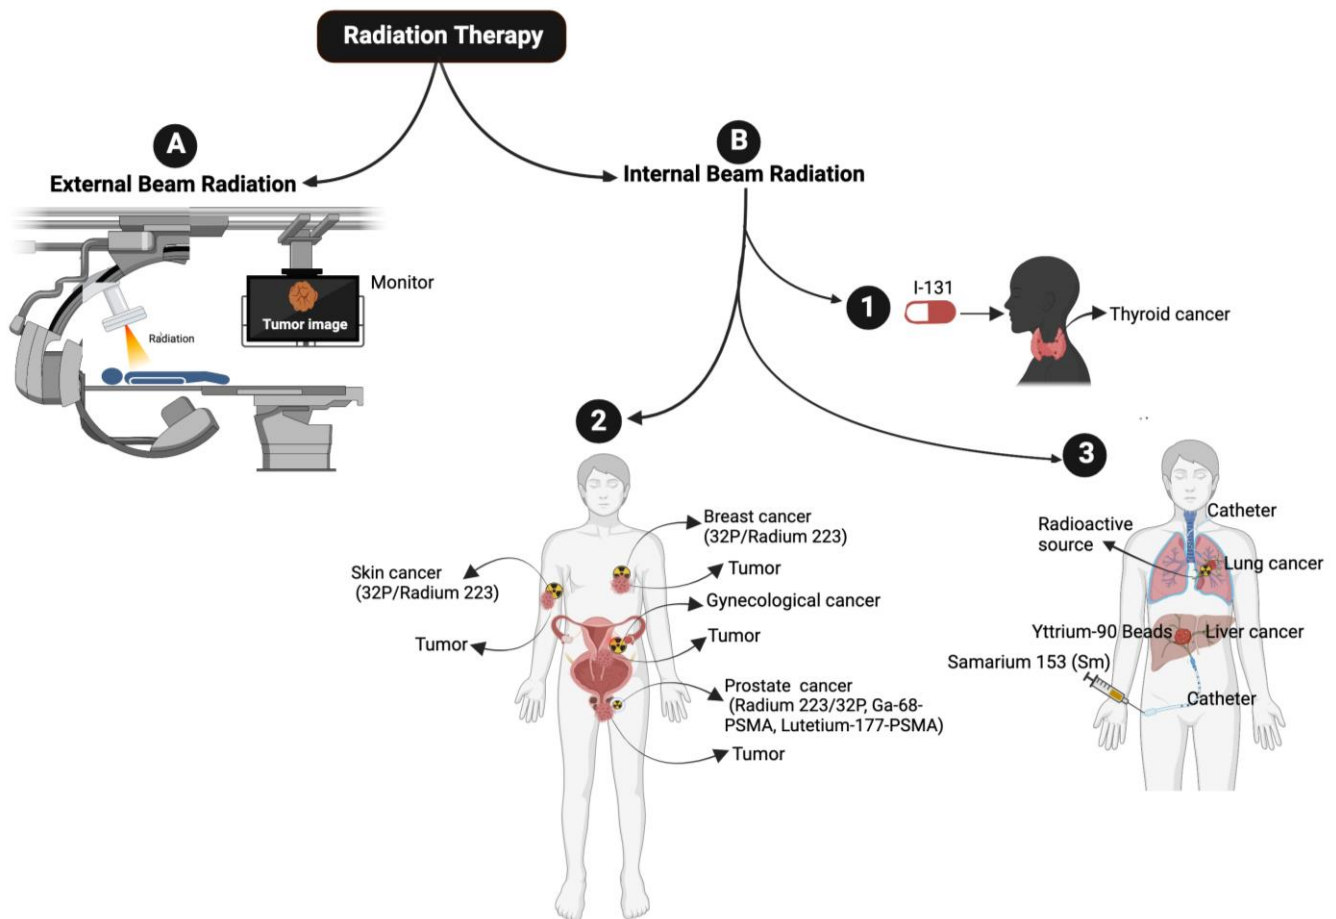 Radiation Therapy
A
External Beam Radiation
Monitor
Tumor image
Radiation
B
Internal Beam Radiation
1
I-131
Thyroid cancer
2
Breast cancer
(32P/Radium 223)
Tumor
Skin cancer
(32P/Radium 223)
Gynecological cancer
Tumor
Tumor
Prostate cancer
(Radium 223/32P, Ga-68-
PSMA, Lutetium-177-PSMA)
Tumor
3
Catheter
Radioactive
source
Lung cancer
Yttrium-90 Beads
Liver cancer
Samarium 153 (Sm)
Catheter